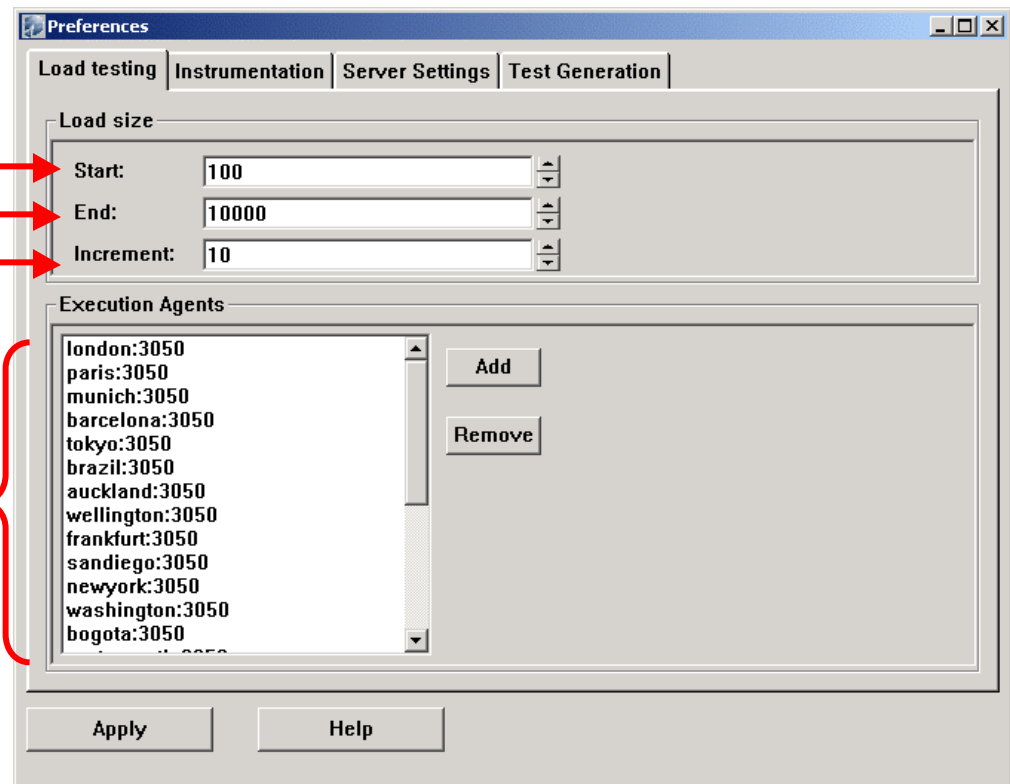 Preferences
Load testing Instrumentation Server Settings Test Generation
Load size
Start: 100
End: 10000
Increment: 10
Execution Agents
london:3050
paris:3050
munich:3050
barcelona:3050
tokyo:3050
brazil:3050
auckland:3050
wellington:3050
frankfurt:3050
sandiego:3050
newyork:3050
washington:3050
bogota:3050
Add
Remove
Apply Help